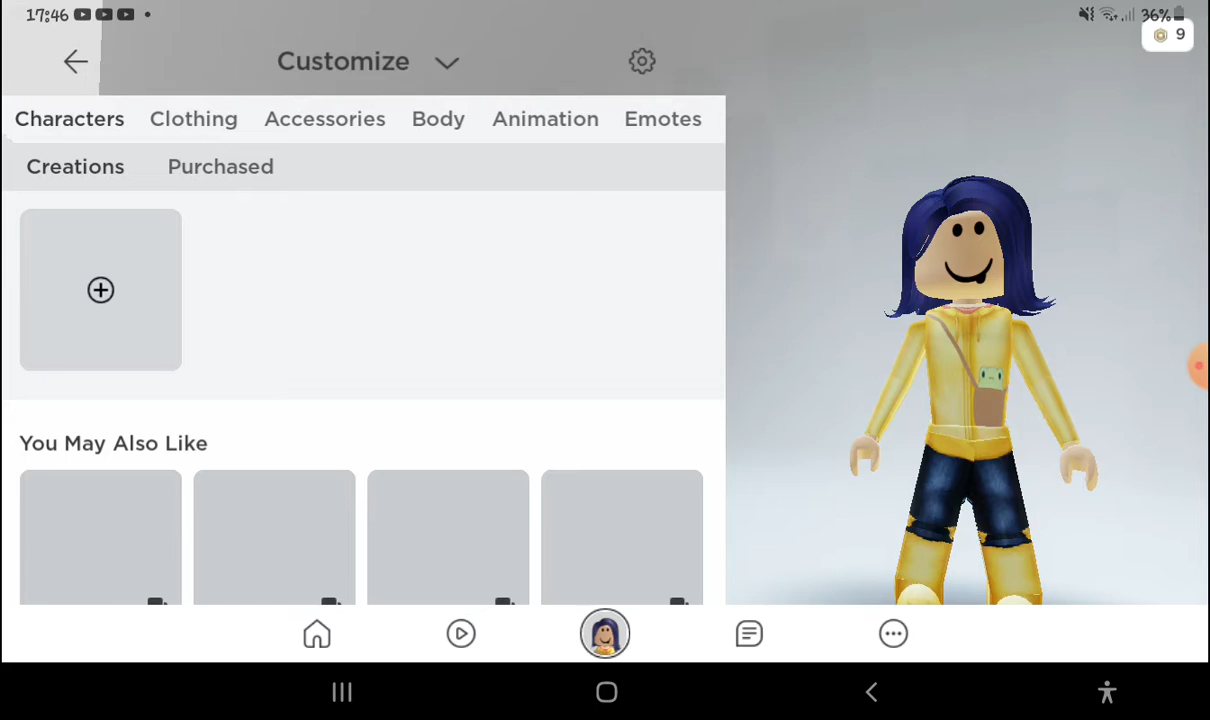 17:46
36%
9
Customize
Characters Clothing Accessories Body Animation Emotes
Creations Purchased
You May Also Like